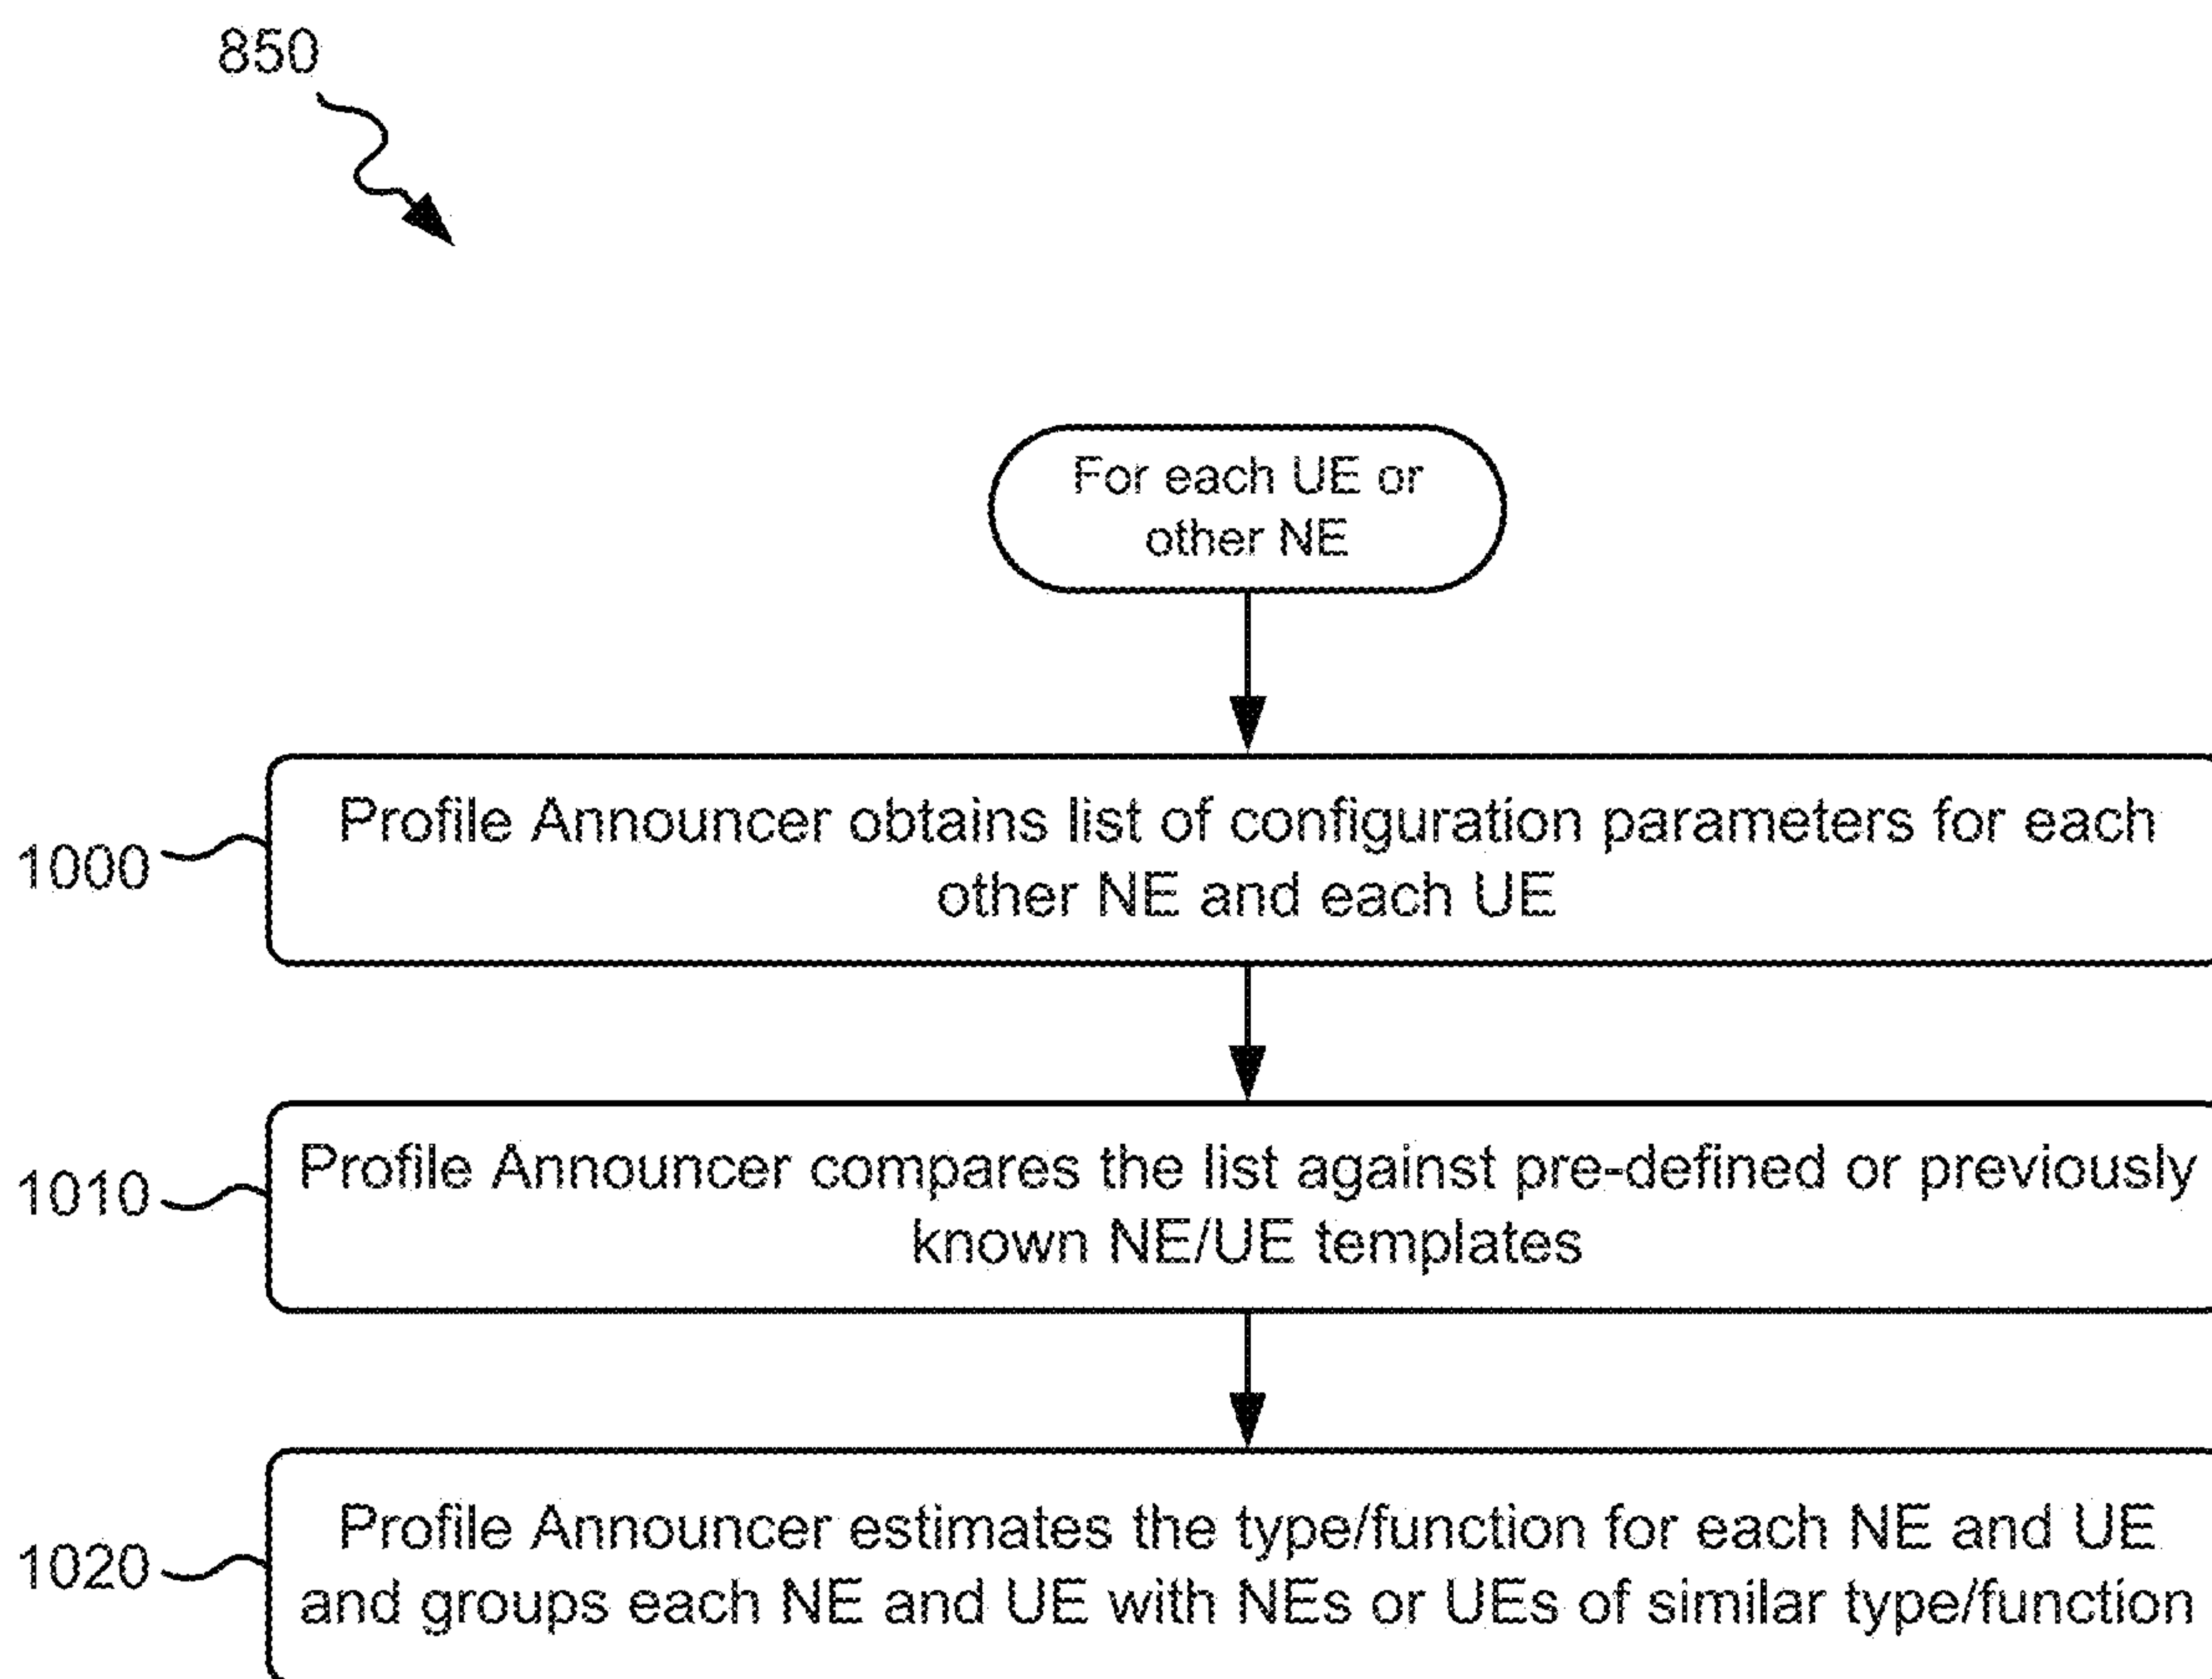 850
For each UE or
other NE
Profile Announcer obtains list of configuration parameters for each
other NE and each UE
1000
Profile Announcer compares the list against pre-defined or previously
known NE/UE templates
1010
Profile Announcer estimates the type/function for each NE and UE
and groups each NE and UE with NEs or UEs of similar type/function
1020